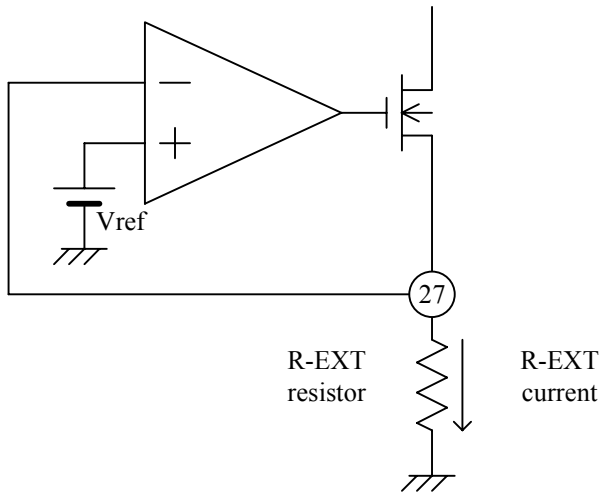 −
+
Vref
27
R-EXT
resistor
R-EXT
current